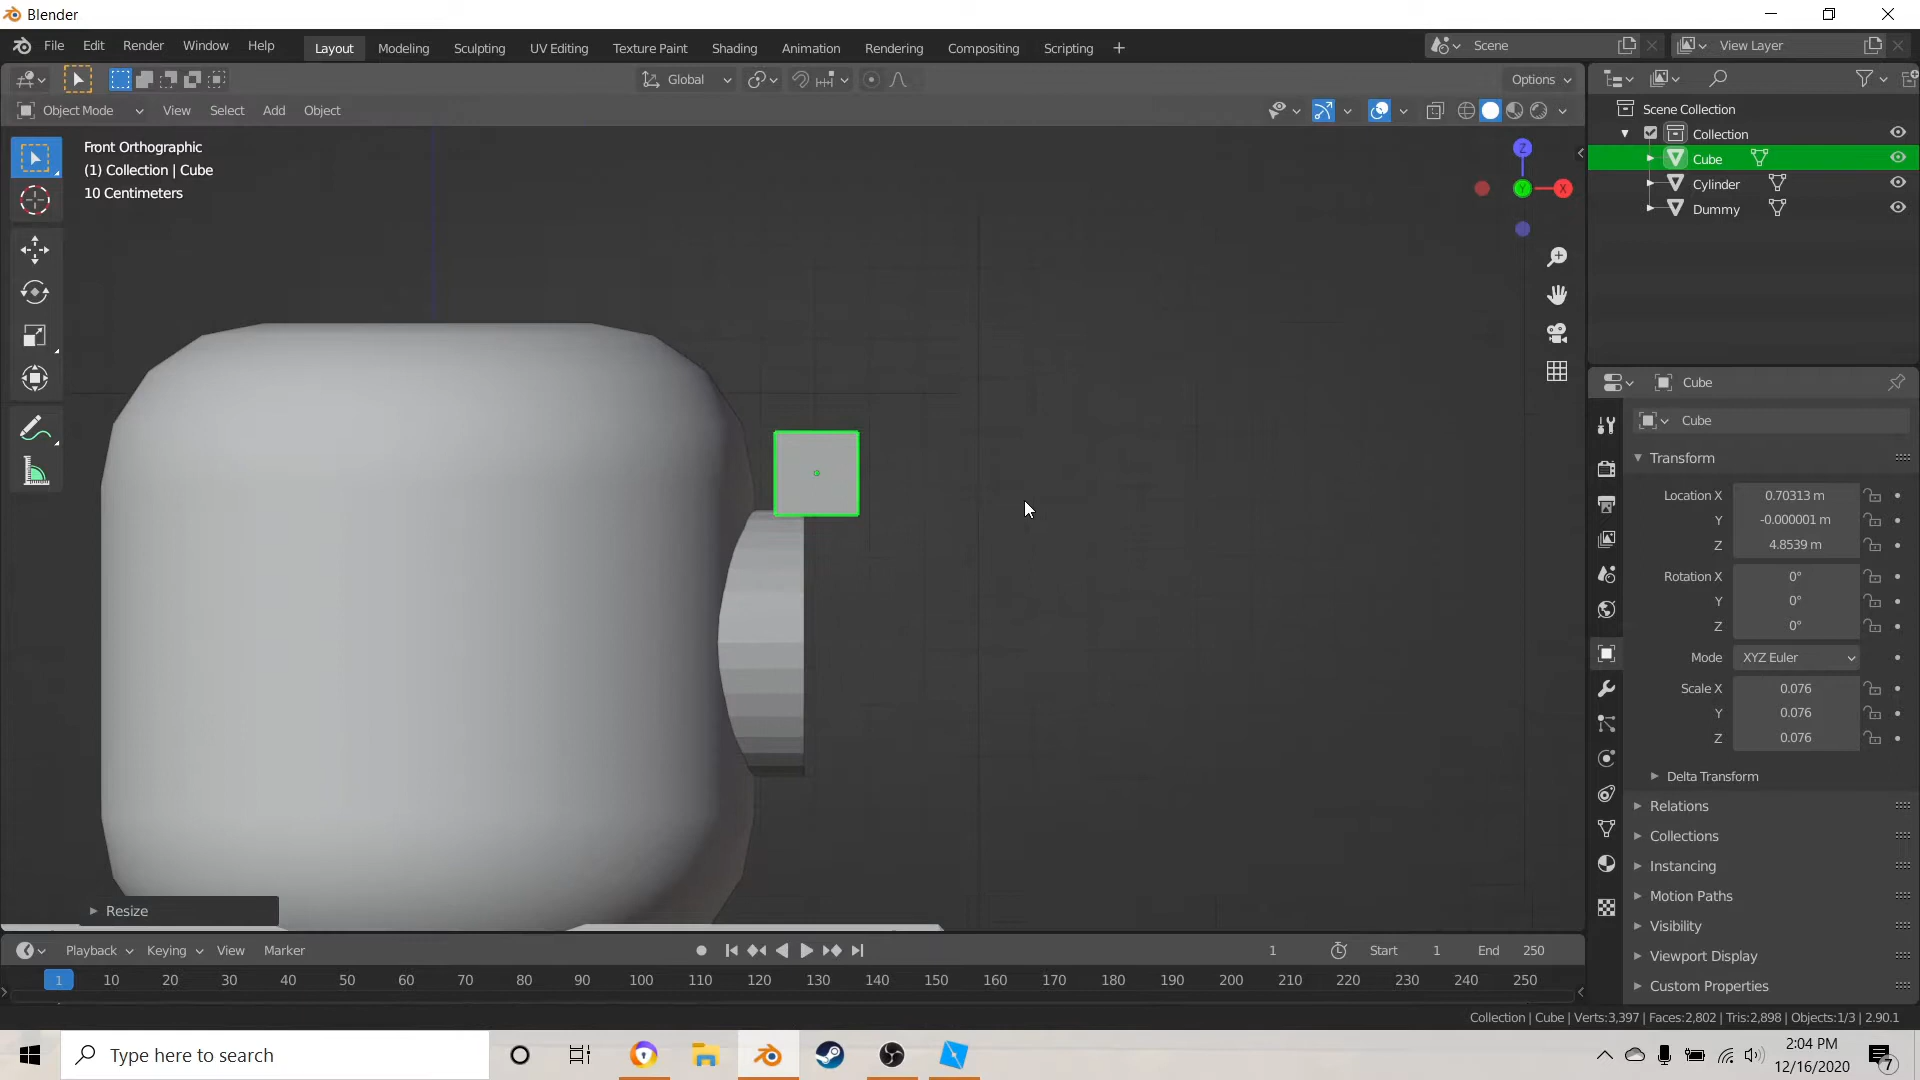 Blender
File Edit Render Window Help
Layout Modeling Sculpting UV Editing Texture Paint Shading Animation Rendering Compositing Scripting +
Scene
View Layer
Global
Options
Object Mode View Select Add Object
Front Orthographic
(1) Collection | Cube
10 Centimeters
Z
Y
X
Scene Collection
Collection
Cube
Cylinder
Dummy
Cube
Cube
Transform
Location X 0.70313 m
Y -0.000001 m
Z 4.8539 m
Rotation X 0°
Y 0°
Z 0°
Mode XYZ Euler
Scale X 0.076
Y 0.076
Z 0.076
Delta Transform
Relations
Collections
Instancing
Motion Paths
Visibility
Viewport Display
Custom Properties
Resize
Playback Keying View Marker
1 Start 1 End 250
1 10 20 30 40 50 60 70 80 90 100 110 120 130 140 150 160 170 180 190 200 210 220 230 240 250
Collection | Cube | Verts:3,397 | Faces:2,802 | Tris:2,898 | Objects:1/3 | 2.90.1
Type here to search
2:04 PM
12/16/2020
7